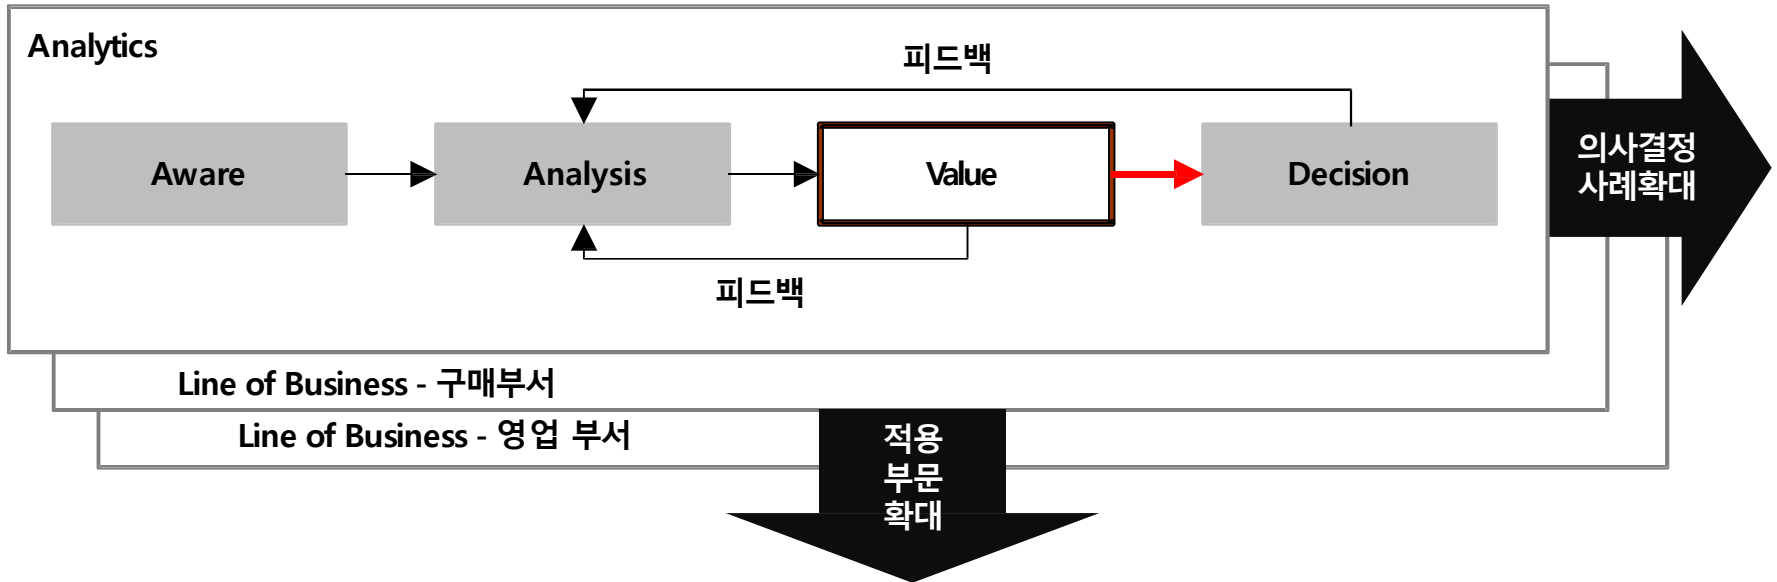 Analytics
피드백
Aware
Analysis
Value
Decision
피드백
의사결정
사례확대
Line of Business - 구매부서
Line of Business - 영업 부서
적용
부문
확대